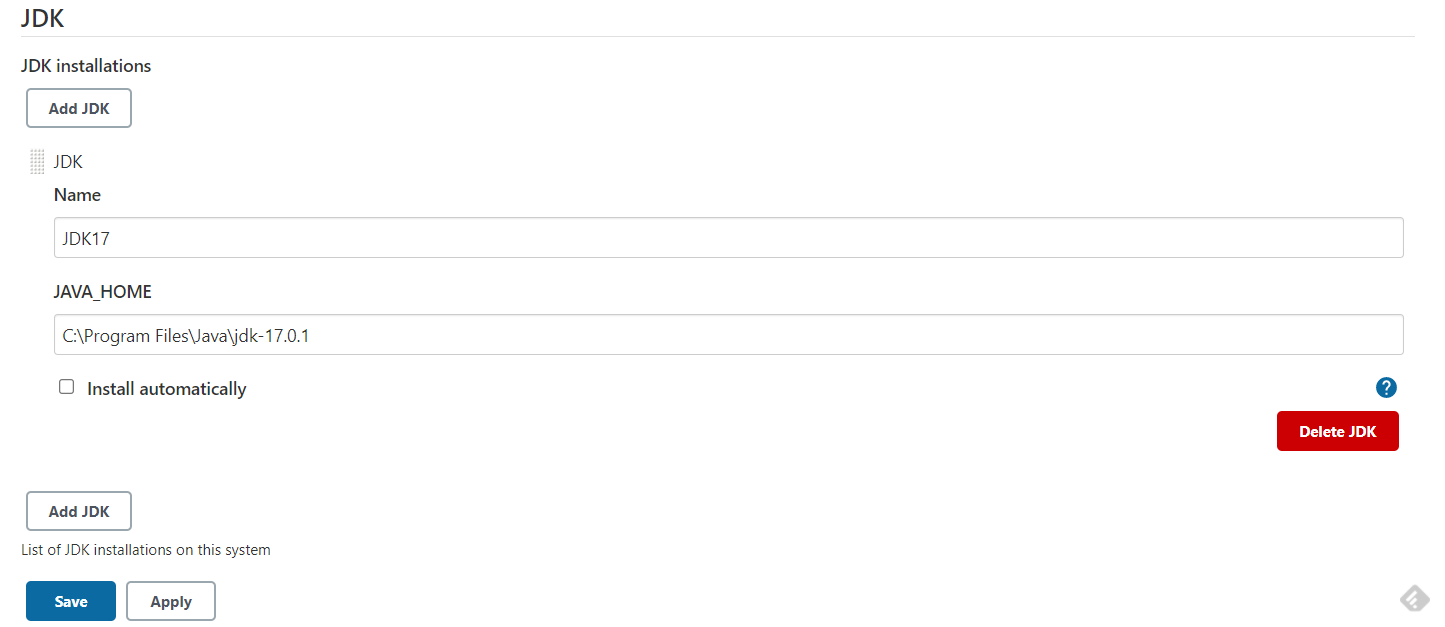 JDK
JDK installations
Add JDK
JDK
Name
JDK17
JAVA_HOME
C:\Program Files\Java\jdk-17.0.1
Install automatically
?
Delete JDK
Add JDK
List of JDK installations on this system
Save Apply